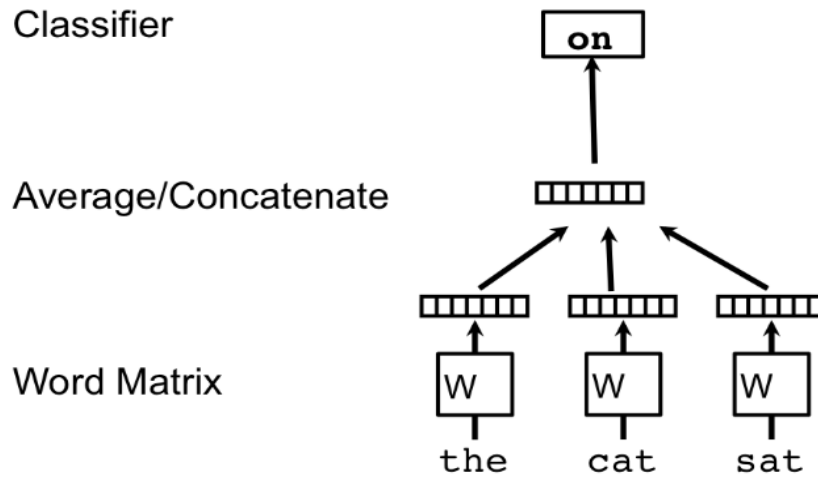 Classifier
on
Average/Concatenate
Word Matrix
W W W
the cat sat